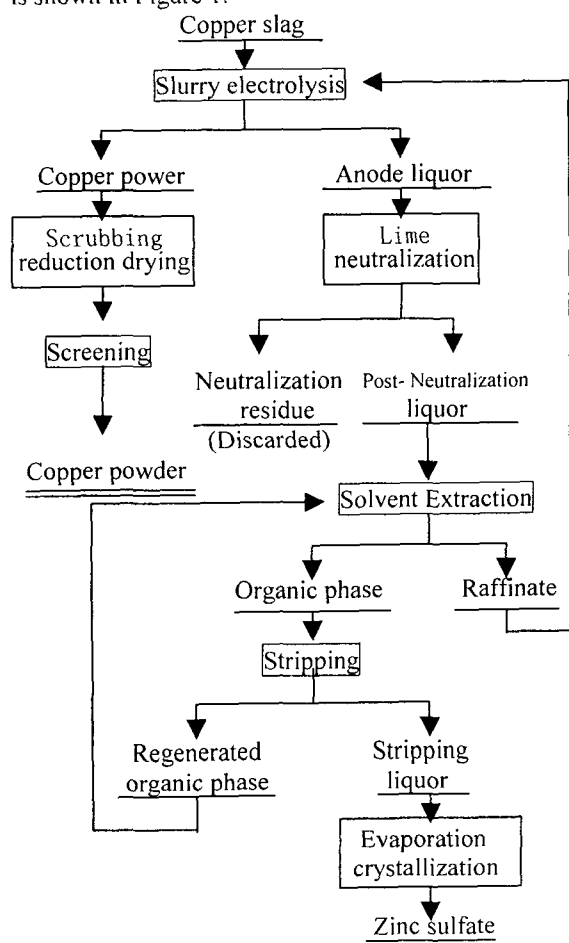 is shown in Figure 1.
Copper slag
Slurry electrolysis
Copper power
Anode liquor
Scrubbing
reduction drying
Lime
neutralization
Screening
Neutralization
residue
(Discarded)
Post- Neutralization
liquor
Copper powder
Solvent Extraction
Organic phase
Raffinate
Stripping
Regenerated
organic phase
Stripping
liquor
Evaporation
crystallization
Zinc sulfate